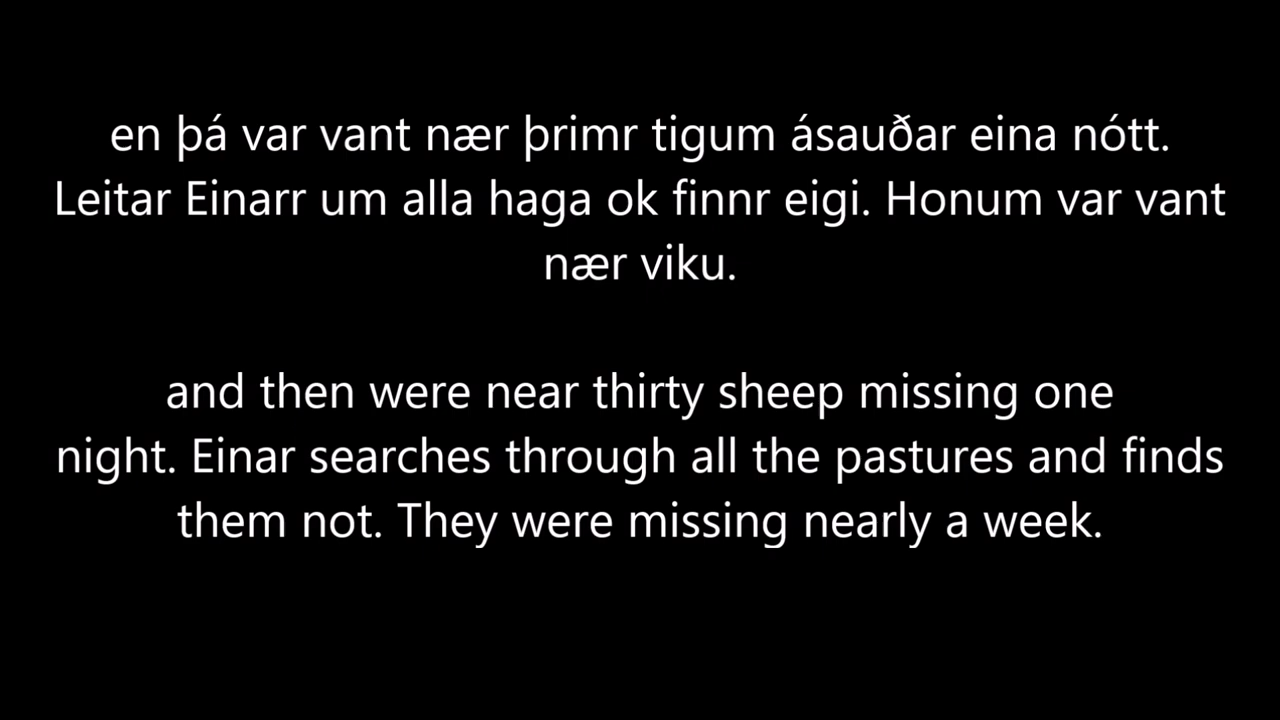 en þá var vant nær þrimr tigum ásauðar eina nótt.
Leitar Einarr um alla haga ok finnr eigi. Honum var vant
nær viku.
and then were near thirty sheep missing one
night. Einar searches through all the pastures and finds
them not. They were missing nearly a week.